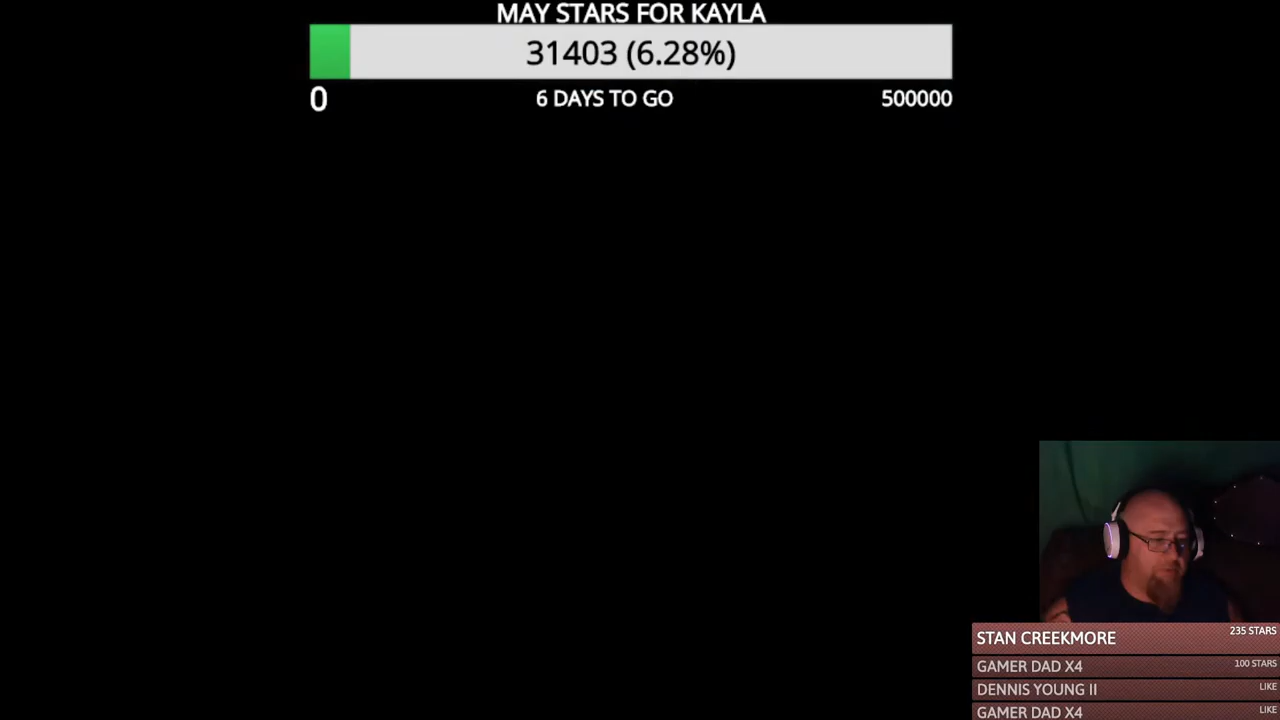 MAY STARS FOR KAYLA
31403 (6.28%)
0 6 DAYS TO GO 500000
STAN CREEKMORE 235 STARS
GAMER DAD X4 100 STARS
DENNIS YOUNG II LIKE
GAMER DAD X4 LIKE